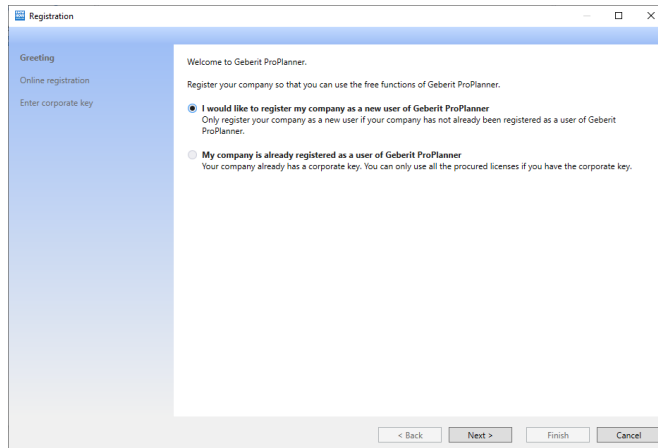 Registration
Greeting
Online registration
Enter corporate key
Welcome to Geberit ProPlanner.
Register your company so that you can use the free functions of Geberit ProPlanner.
I would like to register my company as a new user of Geberit ProPlanner
Only register your company as a new user if your company has not already been registered as a user of Geberit
ProPlanner.
My company is already registered as a user of Geberit ProPlanner
Your company already has a corporate key. You can only use all the procured licenses if you have the corporate key.
< Back
Next >
Finish
Cancel